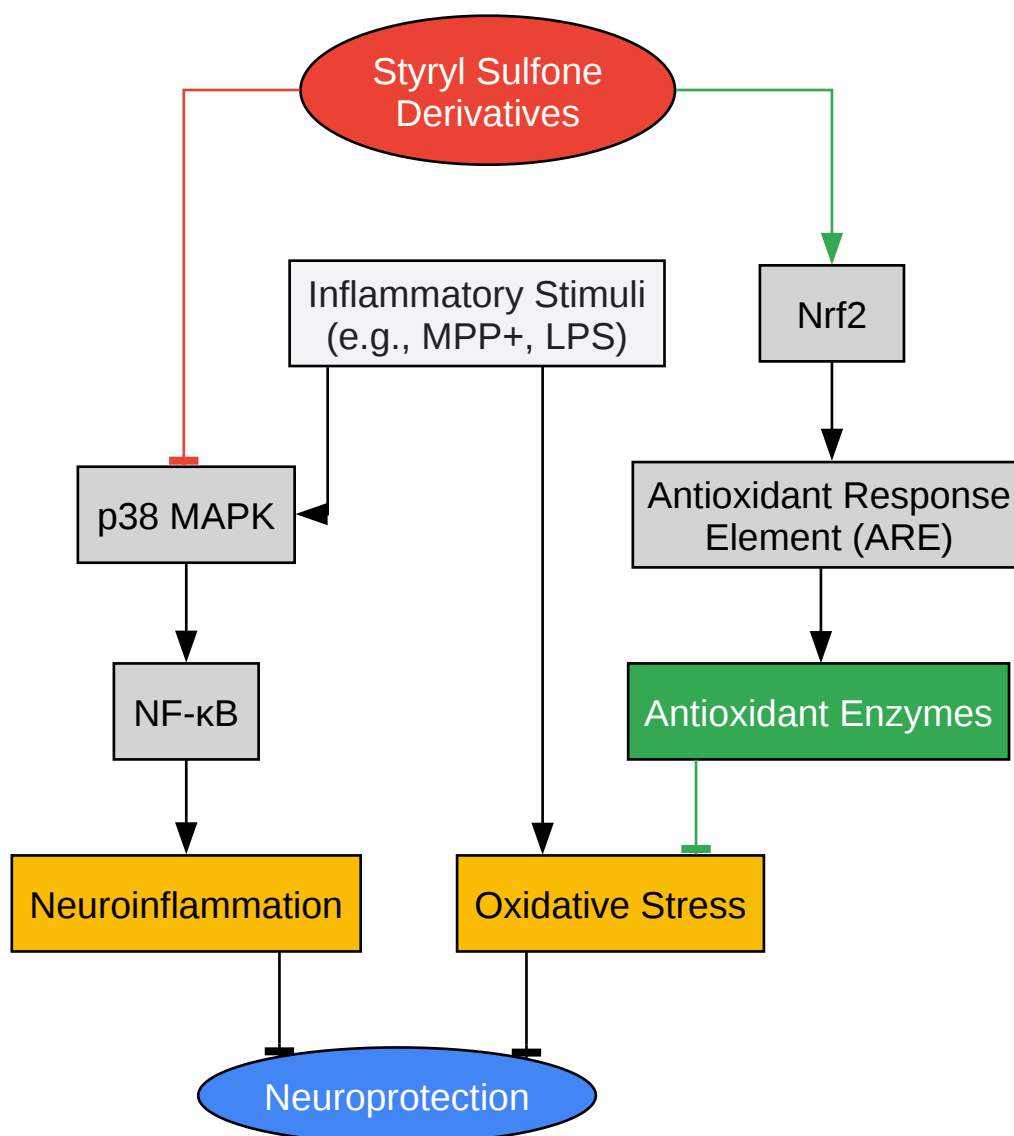 Styryl Sulfone
Derivatives
Inflammatory Stimuli
(e.g., MPP+, LPS)
Nrf2
p38 MAPK
Antioxidant Response
Element (ARE)
NF-κB
Antioxidant Enzymes
Neuroinflammation
Oxidative Stress
Neuroprotection